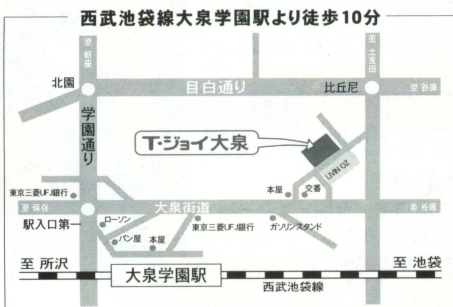 西武池袋線大泉学園駅より徒歩10分
至 新座
至 土支田
北園
目白通り
比丘尼
至 谷原
学園通り
T・ジョイ大泉
LIVIN OZ
本屋
交番
東京三菱UFJ銀行
至 保谷
大泉街道
至 谷原
駅入口第一
ローソン
パン屋
本屋
東京三菱UFJ銀行
ガソリンスタンド
至 所沢
大泉学園駅
西武池袋線
至 池袋